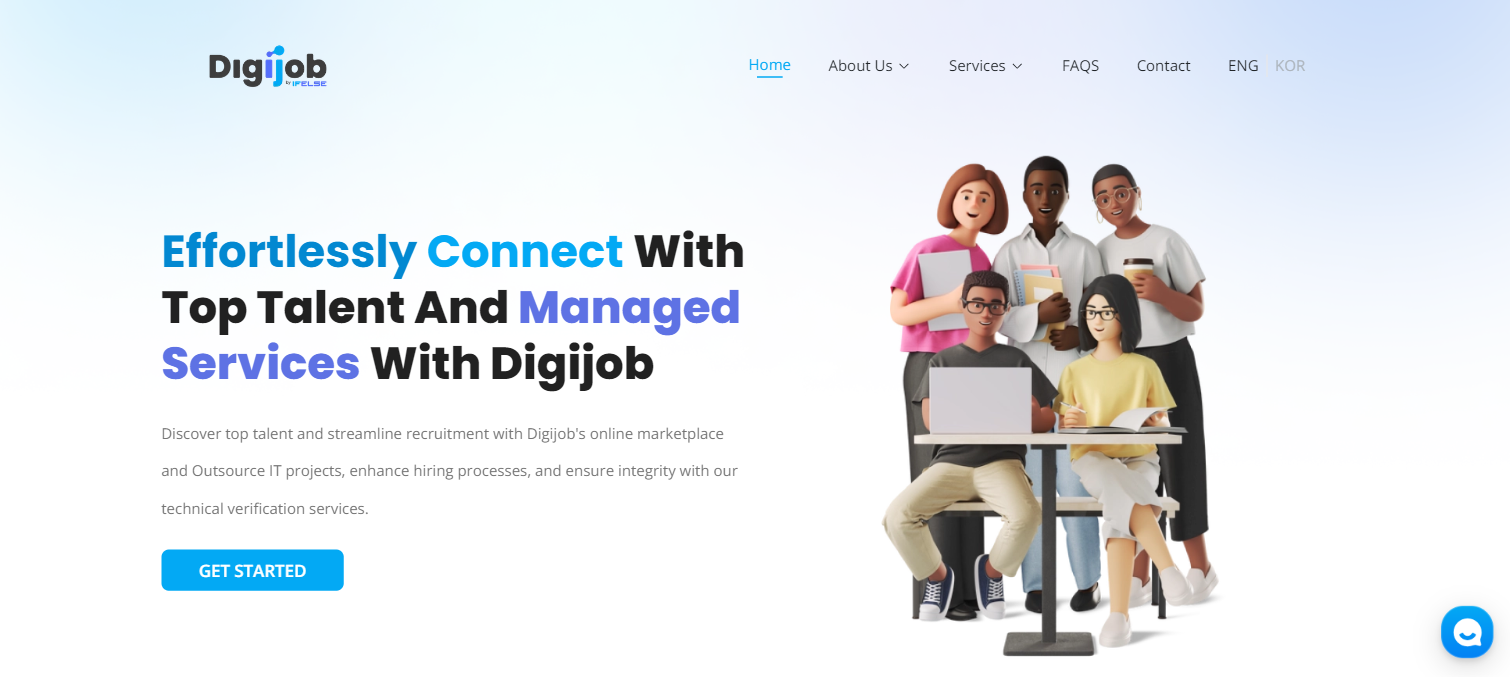 Digijob
by IFELSE
Home About Us Services FAQS Contact ENG KOR
Effortlessly Connect With
Top Talent And Managed
Services With Digijob
Discover top talent and streamline recruitment with Digijob's online marketplace
and Outsource IT projects, enhance hiring processes, and ensure integrity with our
technical verification services.
GET STARTED